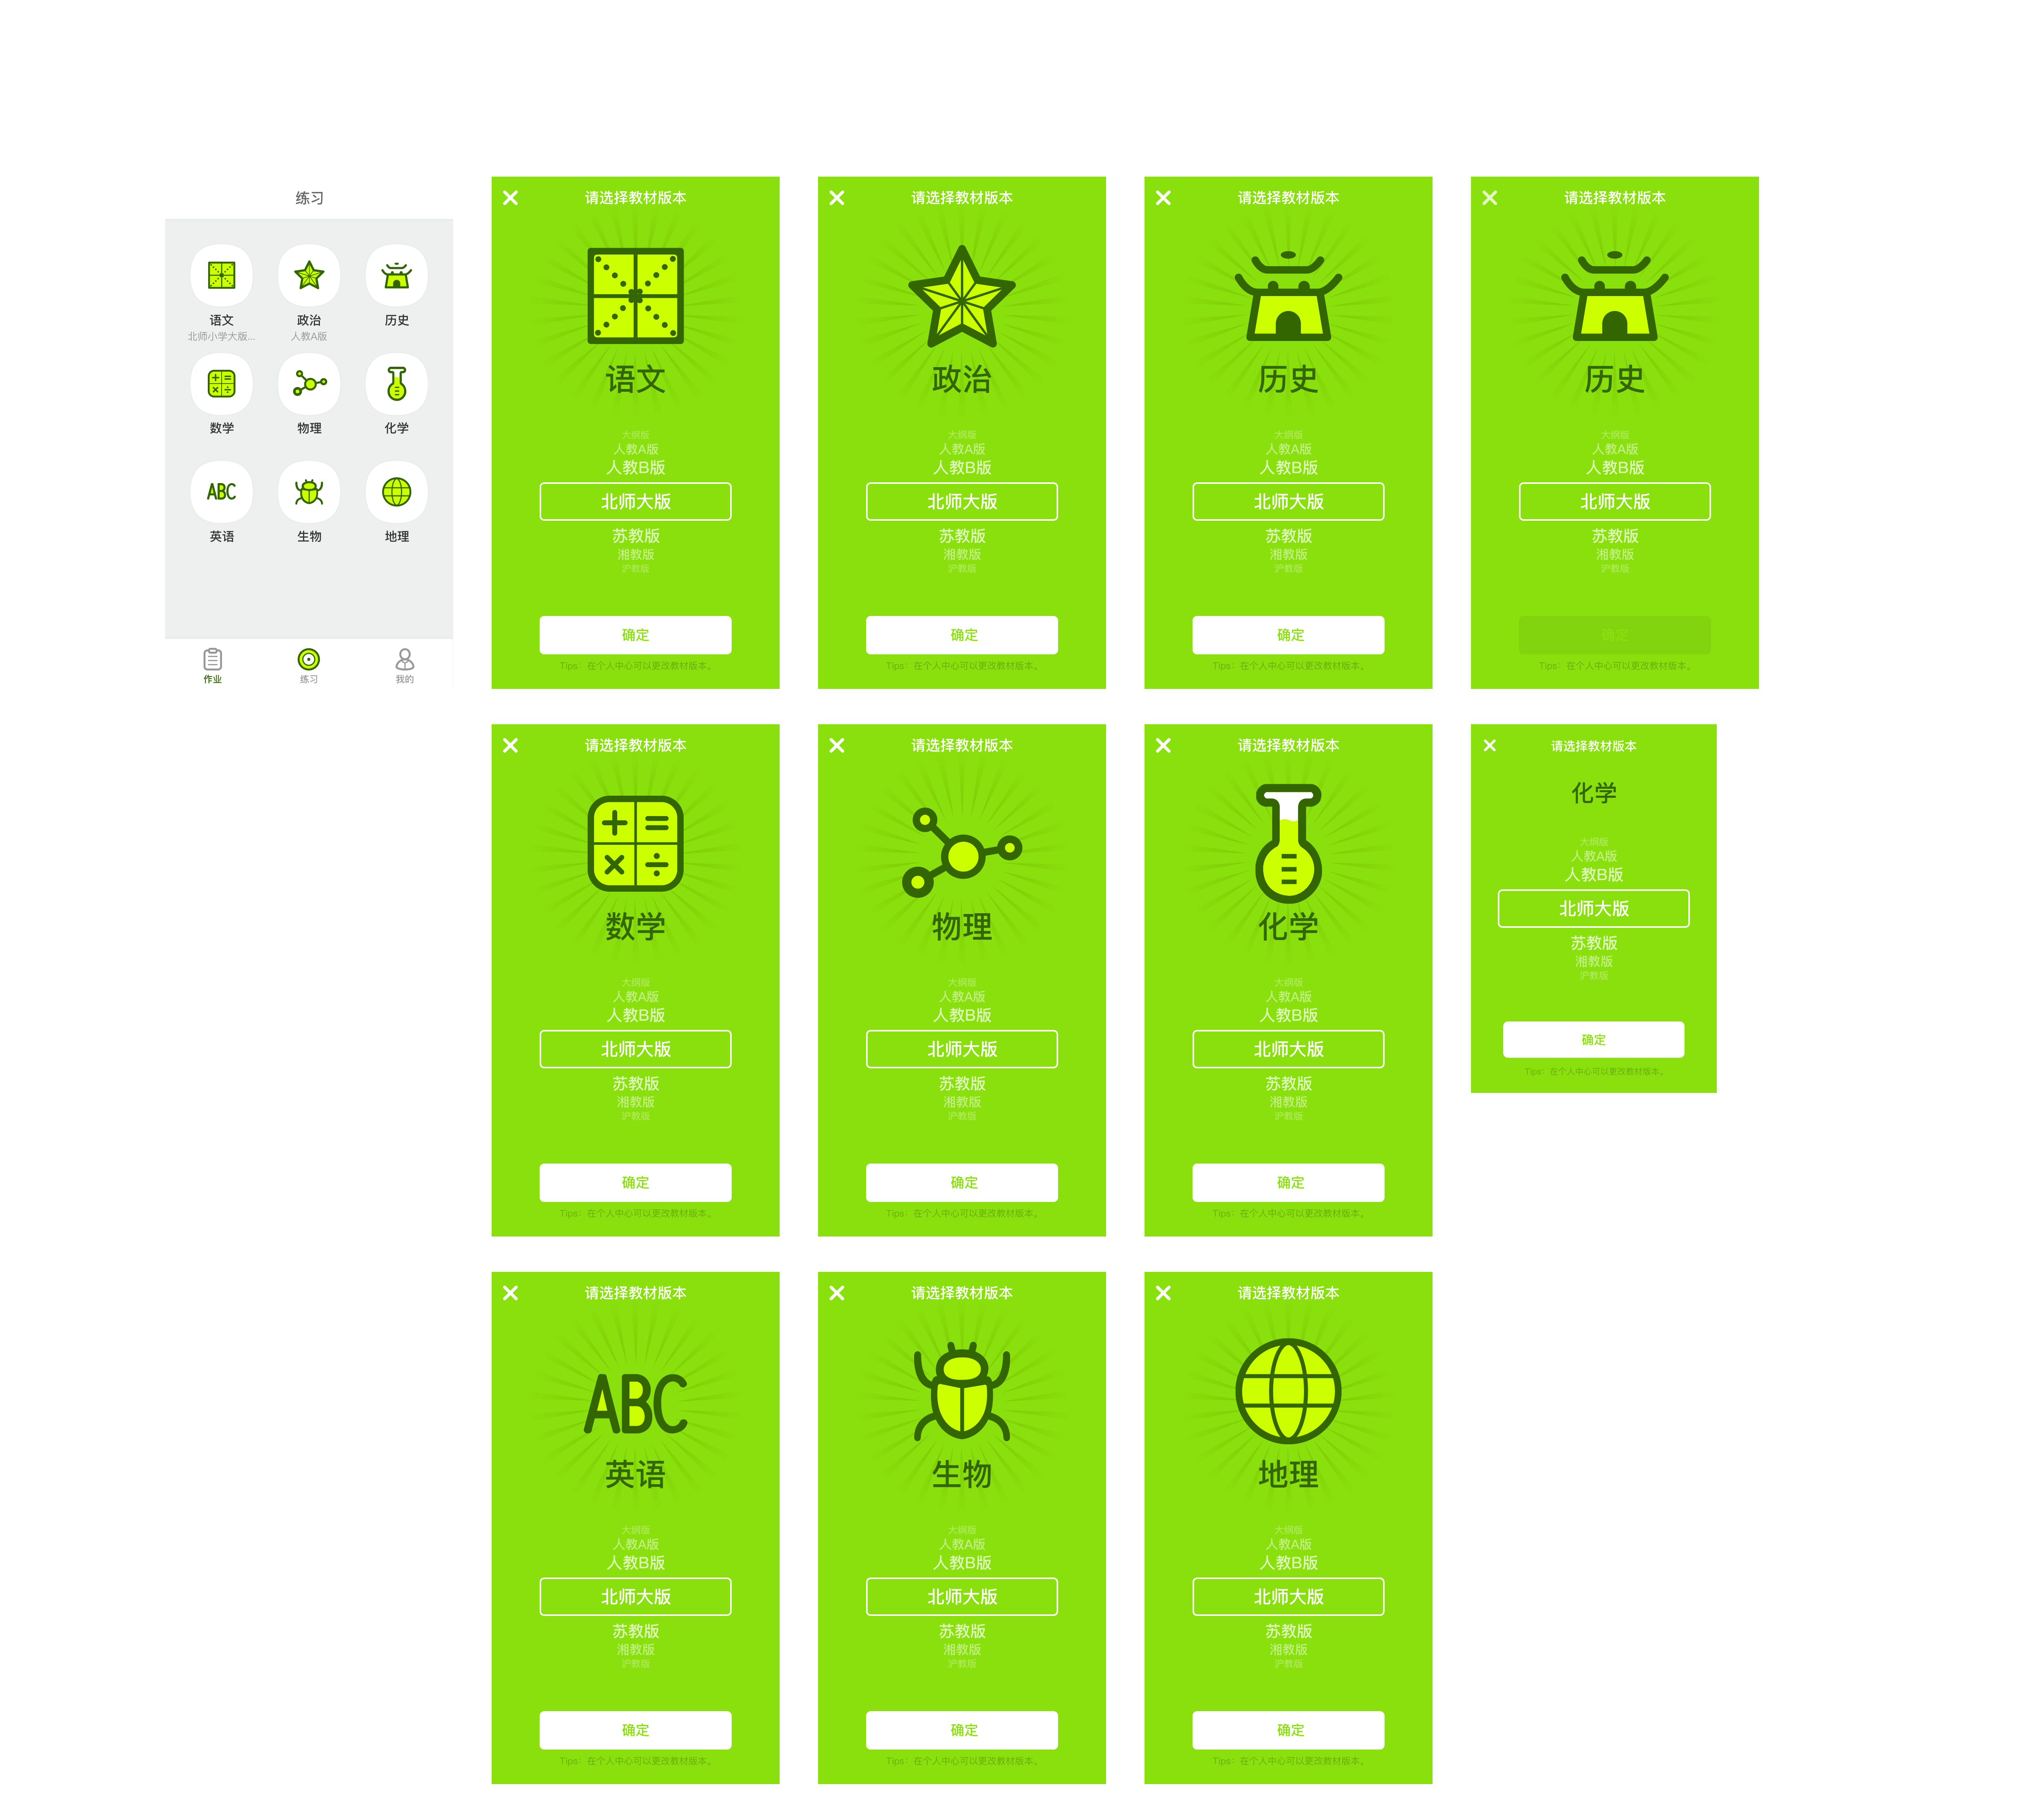 练习
语文
政治
历史
北师小学大版...
人教A版
数学
物理
化学
ABC
英语
生物
地理
作业
练习
我的
请选择教材版本
语文
大纲版
人教A版
人教B版
北师大版
苏教版
湘教版
沪教版
确定
Tips：在个人中心可以更改教材版本。
请选择教材版本
政治
大纲版
人教A版
人教B版
北师大版
苏教版
湘教版
沪教版
确定
Tips：在个人中心可以更改教材版本。
请选择教材版本
历史
大纲版
人教A版
人教B版
北师大版
苏教版
湘教版
沪教版
确定
Tips：在个人中心可以更改教材版本。
请选择教材版本
历史
大纲版
人教A版
人教B版
北师大版
苏教版
湘教版
沪教版
确定
Tips：在个人中心可以更改教材版本。
请选择教材版本
数学
大纲版
人教A版
人教B版
北师大版
苏教版
湘教版
沪教版
确定
Tips：在个人中心可以更改教材版本。
请选择教材版本
物理
大纲版
人教A版
人教B版
北师大版
苏教版
湘教版
沪教版
确定
Tips：在个人中心可以更改教材版本。
请选择教材版本
化学
大纲版
人教A版
人教B版
北师大版
苏教版
湘教版
沪教版
确定
Tips：在个人中心可以更改教材版本。
请选择教材版本
化学
大纲版
人教A版
人教B版
北师大版
苏教版
湘教版
沪教版
确定
Tips：在个人中心可以更改教材版本。
请选择教材版本
ABC
英语
大纲版
人教A版
人教B版
北师大版
苏教版
湘教版
沪教版
确定
Tips：在个人中心可以更改教材版本。
请选择教材版本
生物
大纲版
人教A版
人教B版
北师大版
苏教版
湘教版
沪教版
确定
Tips：在个人中心可以更改教材版本。
请选择教材版本
地理
大纲版
人教A版
人教B版
北师大版
苏教版
湘教版
沪教版
确定
Tips：在个人中心可以更改教材版本。